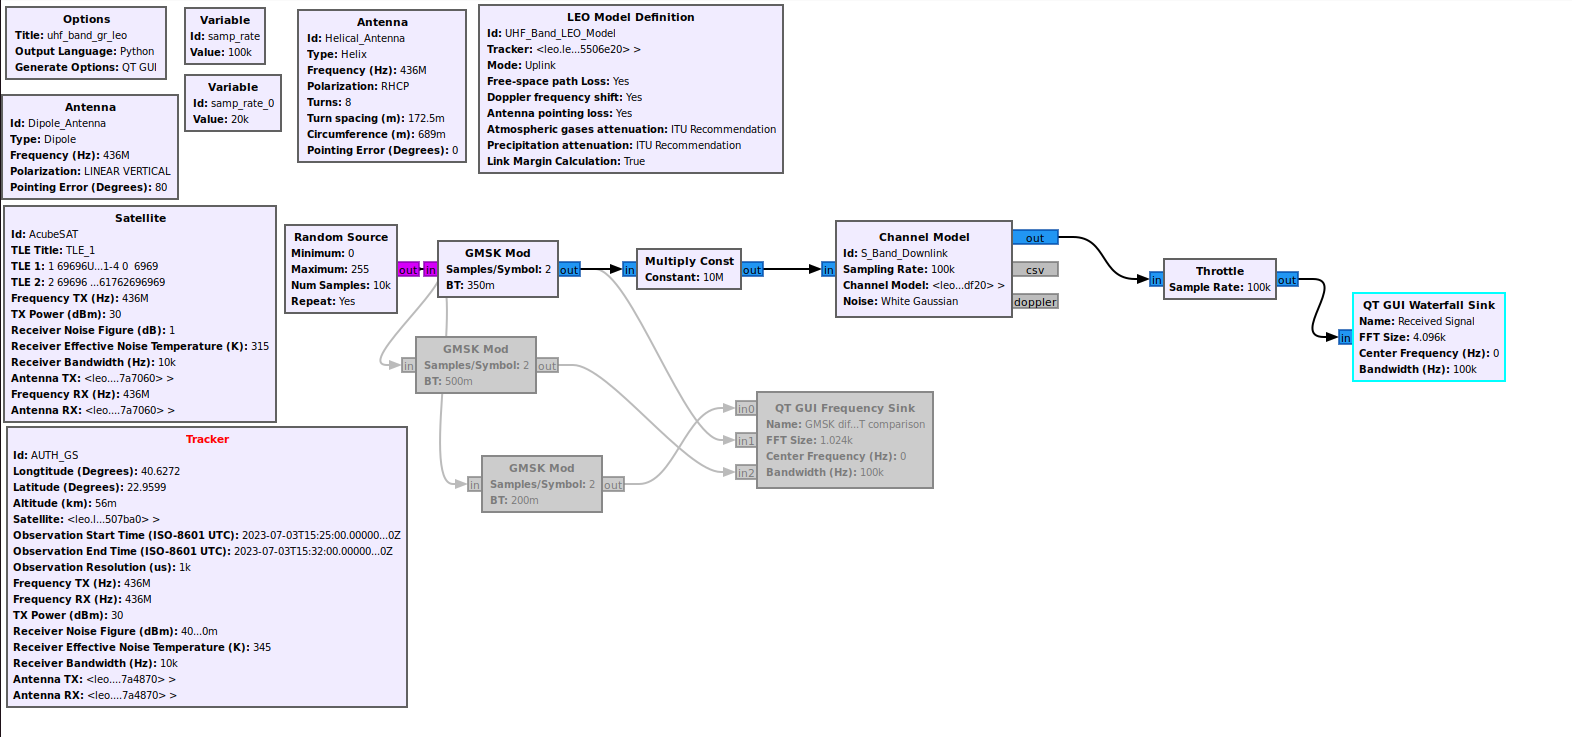 Options
Title: uhf_band_gr_leo
Output Language: Python
Generate Options: QT GUI
Variable
Id: samp_rate
Value: 100k
Variable
Id: samp_rate_0
Value: 20k
Antenna
Id: Helical_Antenna
Type: Helix
Frequency (Hz): 436M
Polarization: RHCP
Turns: 8
Turn spacing (m): 172.5m
Circumference (m): 689m
Pointing Error (Degrees): 0
LEO Model Definition
Id: UHF_Band_LEO_Model
Tracker: <leo.le...5506e20> >
Mode: Uplink
Free-space path Loss: Yes
Doppler frequency shift: Yes
Antenna pointing loss: Yes
Atmospheric gases attenuation: ITU Recommendation
Precipitation attenuation: ITU Recommendation
Link Margin Calculation: True
Antenna
Id: Dipole_Antenna
Type: Dipole
Frequency (Hz): 436M
Polarization: LINEAR VERTICAL
Pointing Error (Degrees): 80
Satellite
Id: AcubeSAT
TLE Title: TLE_1
TLE 1: 1 69696U...1-4 0  6969
TLE 2: 2 69696 ...61762696969
Frequency TX (Hz): 436M
TX Power (dBm): 30
Receiver Noise Figure (dB): 1
Receiver Effective Noise Temperature (K): 315
Receiver Bandwidth (Hz): 10k
Antenna TX: <leo....7a7060> >
Frequency RX (Hz): 436M
Antenna RX: <leo....7a7060> >
Random Source
Minimum: 0
Maximum: 255
Num Samples: 10k
Repeat: Yes
out
in
GMSK Mod
Samples/Symbol: 2
BT: 350m
out
in
Multiply Const
Constant: 10M
out
in
Channel Model
Id: S_Band_Downlink
Sampling Rate: 100k
Channel Model: <leo...df20> >
Noise: White Gaussian
out
csv
doppler
in
Throttle
Sample Rate: 100k
out
in
QT GUI Waterfall Sink
Name: Received Signal
FFT Size: 4.096k
Center Frequency (Hz): 0
Bandwidth (Hz): 100k
in
GMSK Mod
Samples/Symbol: 2
BT: 500m
out
in0
in1
in2
QT GUI Frequency Sink
Name: GMSK dif...T comparison
FFT Size: 1.024k
Center Frequency (Hz): 0
Bandwidth (Hz): 100k
in
GMSK Mod
Samples/Symbol: 2
BT: 200m
out
Tracker
Id: AUTH_GS
Longtitude (Degrees): 40.6272
Latitude (Degrees): 22.9599
Altitude (km): 56m
Satellite: <leo.l...507ba0> >
Observation Start Time (ISO-8601 UTC): 2023-07-03T15:25:00.00000...0Z
Observation End Time (ISO-8601 UTC): 2023-07-03T15:32:00.00000...0Z
Observation Resolution (us): 1k
Frequency TX (Hz): 436M
Frequency RX (Hz): 436M
TX Power (dBm): 30
Receiver Noise Figure (dBm): 40...0m
Receiver Effective Noise Temperature (K): 345
Receiver Bandwidth (Hz): 10k
Antenna TX: <leo....7a4870> >
Antenna RX: <leo....7a4870> >